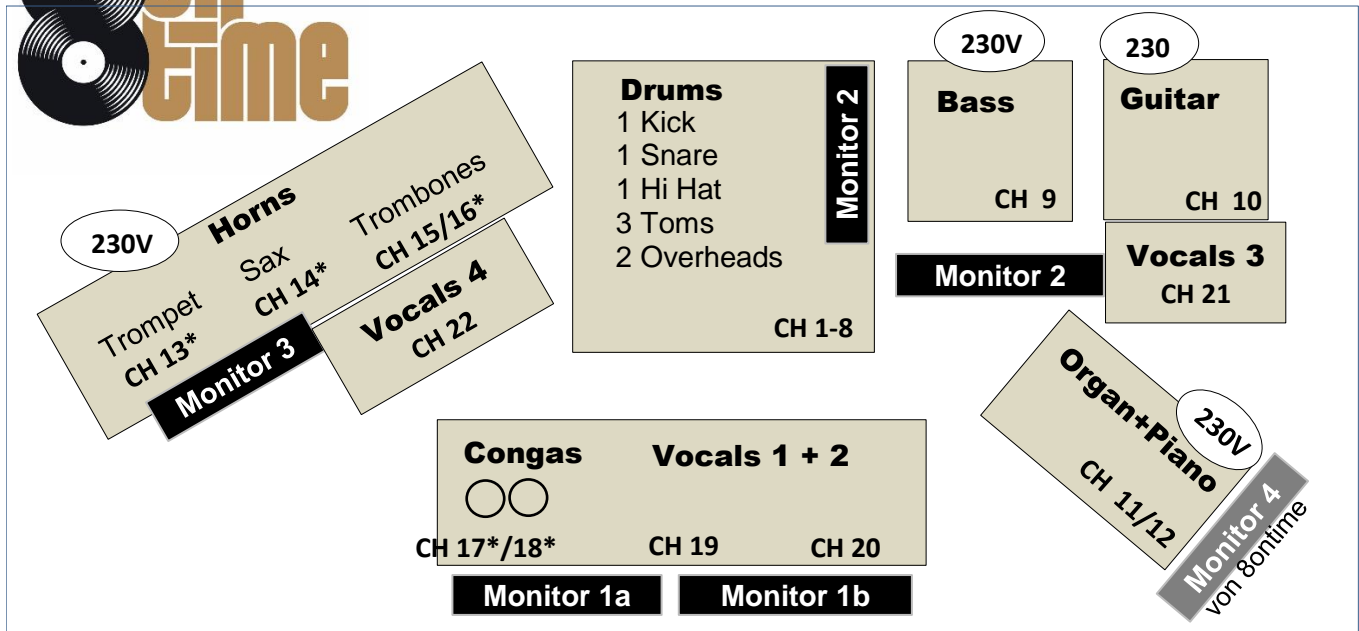 on
time
230V
Horns
Trompet
CH 13*
Sax
CH 14*
Trombones
CH 15/16*
Monitor 3
Vocals 4
CH 22
Drums
1 Kick
1 Snare
1 Hi Hat
3 Toms
2 Overheads
CH 1-8
Monitor 2
230V
Bass
CH 9
230
Guitar
CH 10
Monitor 2
Vocals 3
CH 21
Organ+Piano
230V
CH 11/12
Monitor 4
von 8ontime
Congas
Vocals 1 + 2
CH 17*/18*
CH 19
CH 20
Monitor 1a
Monitor 1b